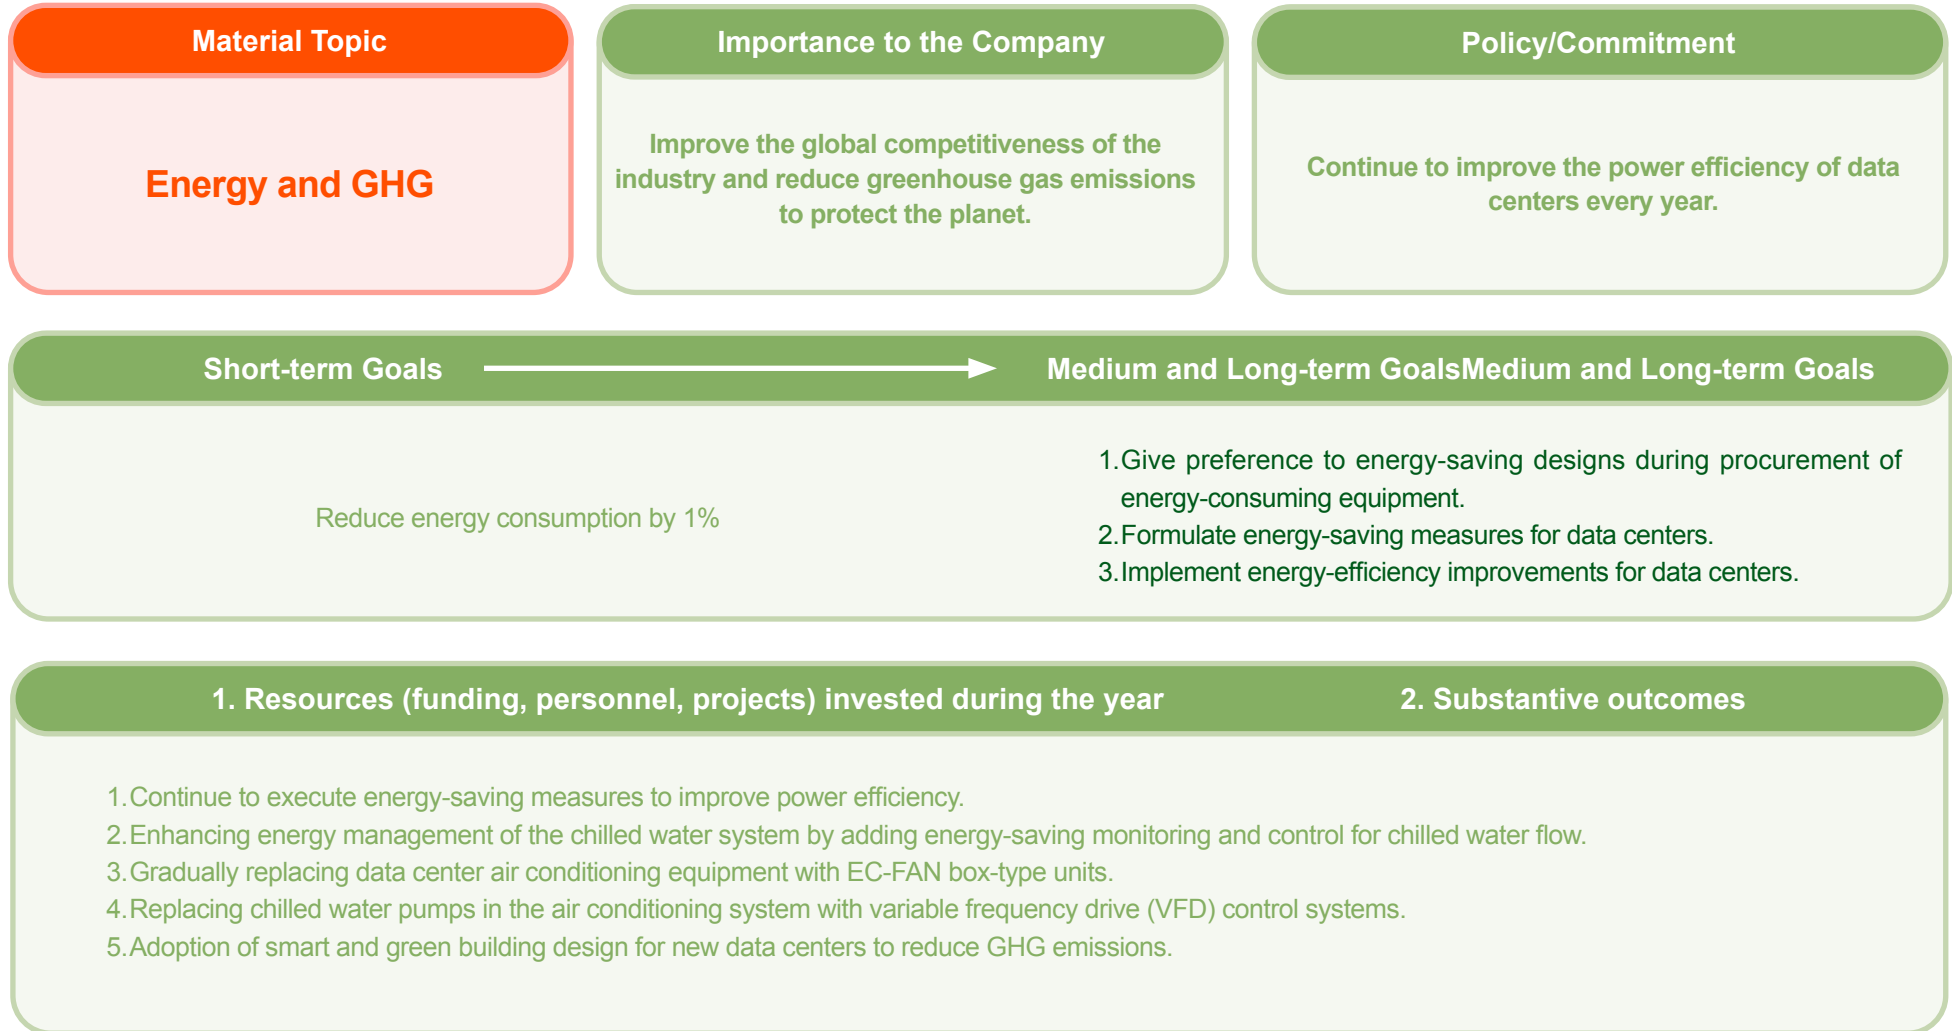 Material Topic
Energy and GHG
Importance to the Company
Improve the global competitiveness of the
industry and reduce greenhouse gas emissions
to protect the planet.
Policy/Commitment
Continue to improve the power efficiency of data
centers every year.
Short-term Goals
Medium and Long-term GoalsMedium and Long-term Goals
Reduce energy consumption by 1%
1.Give preference to energy-saving designs during procurement of
energy-consuming equipment.
2.Formulate energy-saving measures for data centers.
3.Implement energy-efficiency improvements for data centers.
1. Resources (funding, personnel, projects) invested during the year
2. Substantive outcomes
1.Continue to execute energy-saving measures to improve power efficiency.
2.Enhancing energy management of the chilled water system by adding energy-saving monitoring and control for chilled water flow.
3.Gradually replacing data center air conditioning equipment with EC-FAN box-type units.
4.Replacing chilled water pumps in the air conditioning system with variable frequency drive (VFD) control systems.
5.Adoption of smart and green building design for new data centers to reduce GHG emissions.